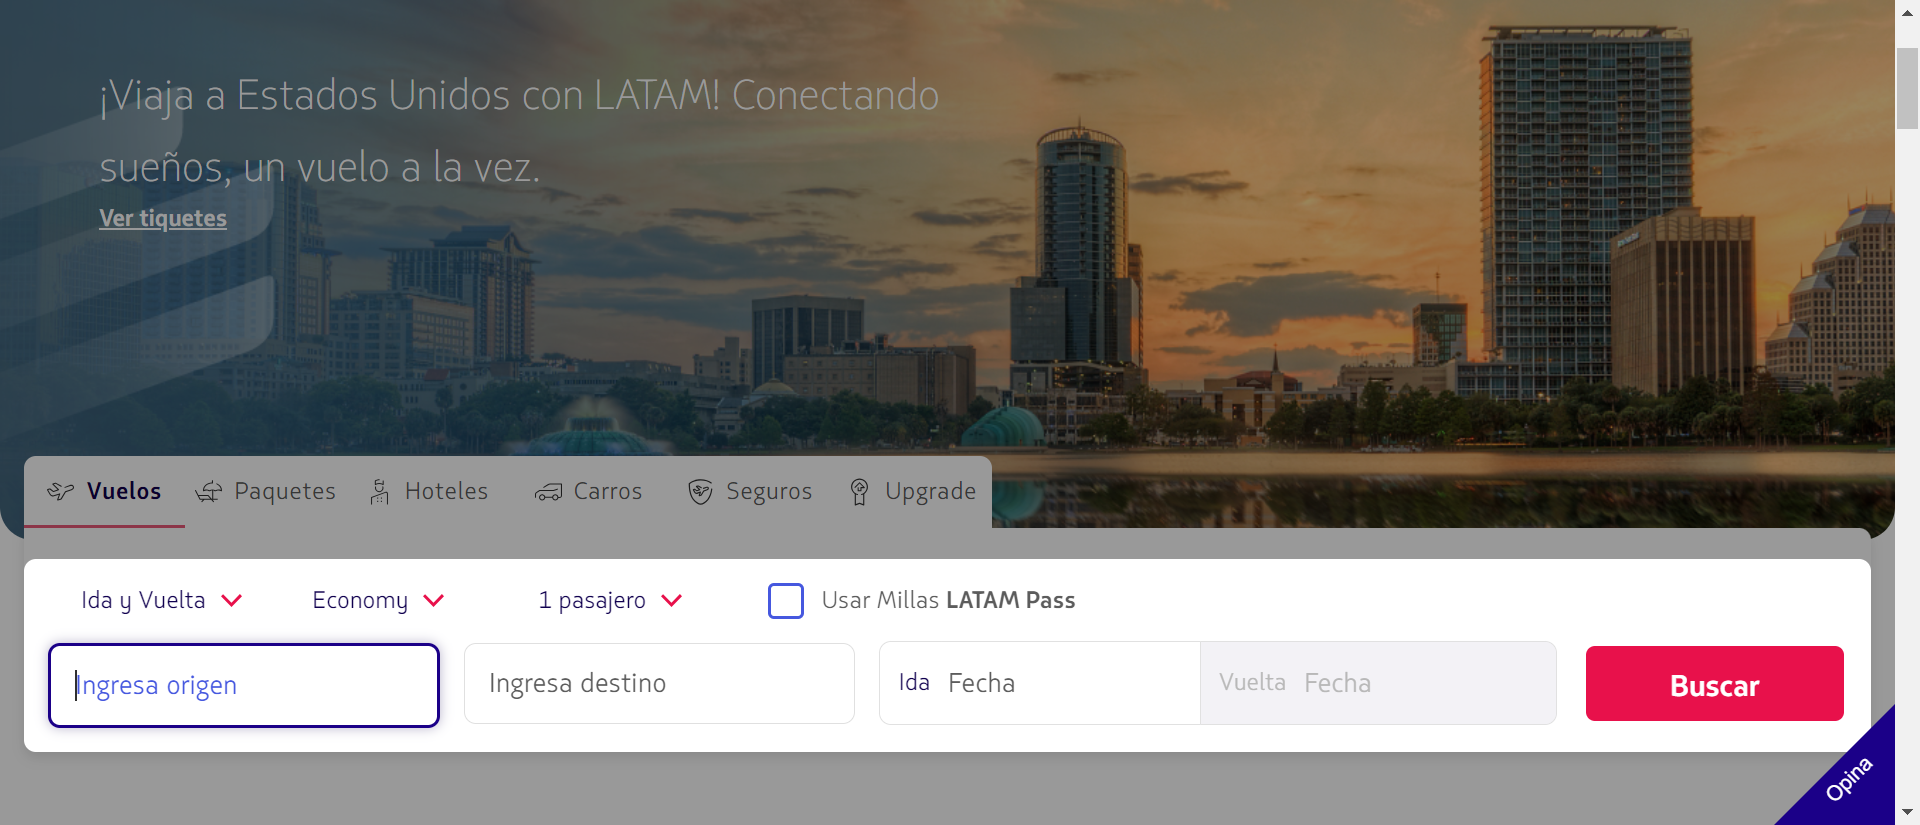 ¡Viaja a Estados Unidos con LATAM! Conectando
sueños, un vuelo a la vez.
Ver tiquetes
Vuelos Paquetes Hoteles Carros Seguros Upgrade
Ida y Vuelta Economy 1 pasajero Usar Millas LATAM Pass
Ingresa origen Ingresa destino Ida Fecha Vuelta Fecha Buscar
Opina